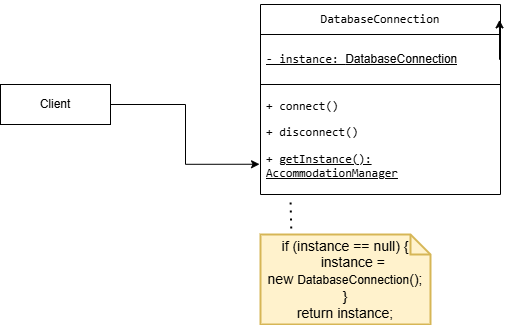 DatabaseConnection
- instance: DatabaseConnection
Client
+ connect()
+ disconnect()
+ getInstance():
AccommodationManager
if (instance == null) {
instance =
new DatabaseConnection();
}
return instance;